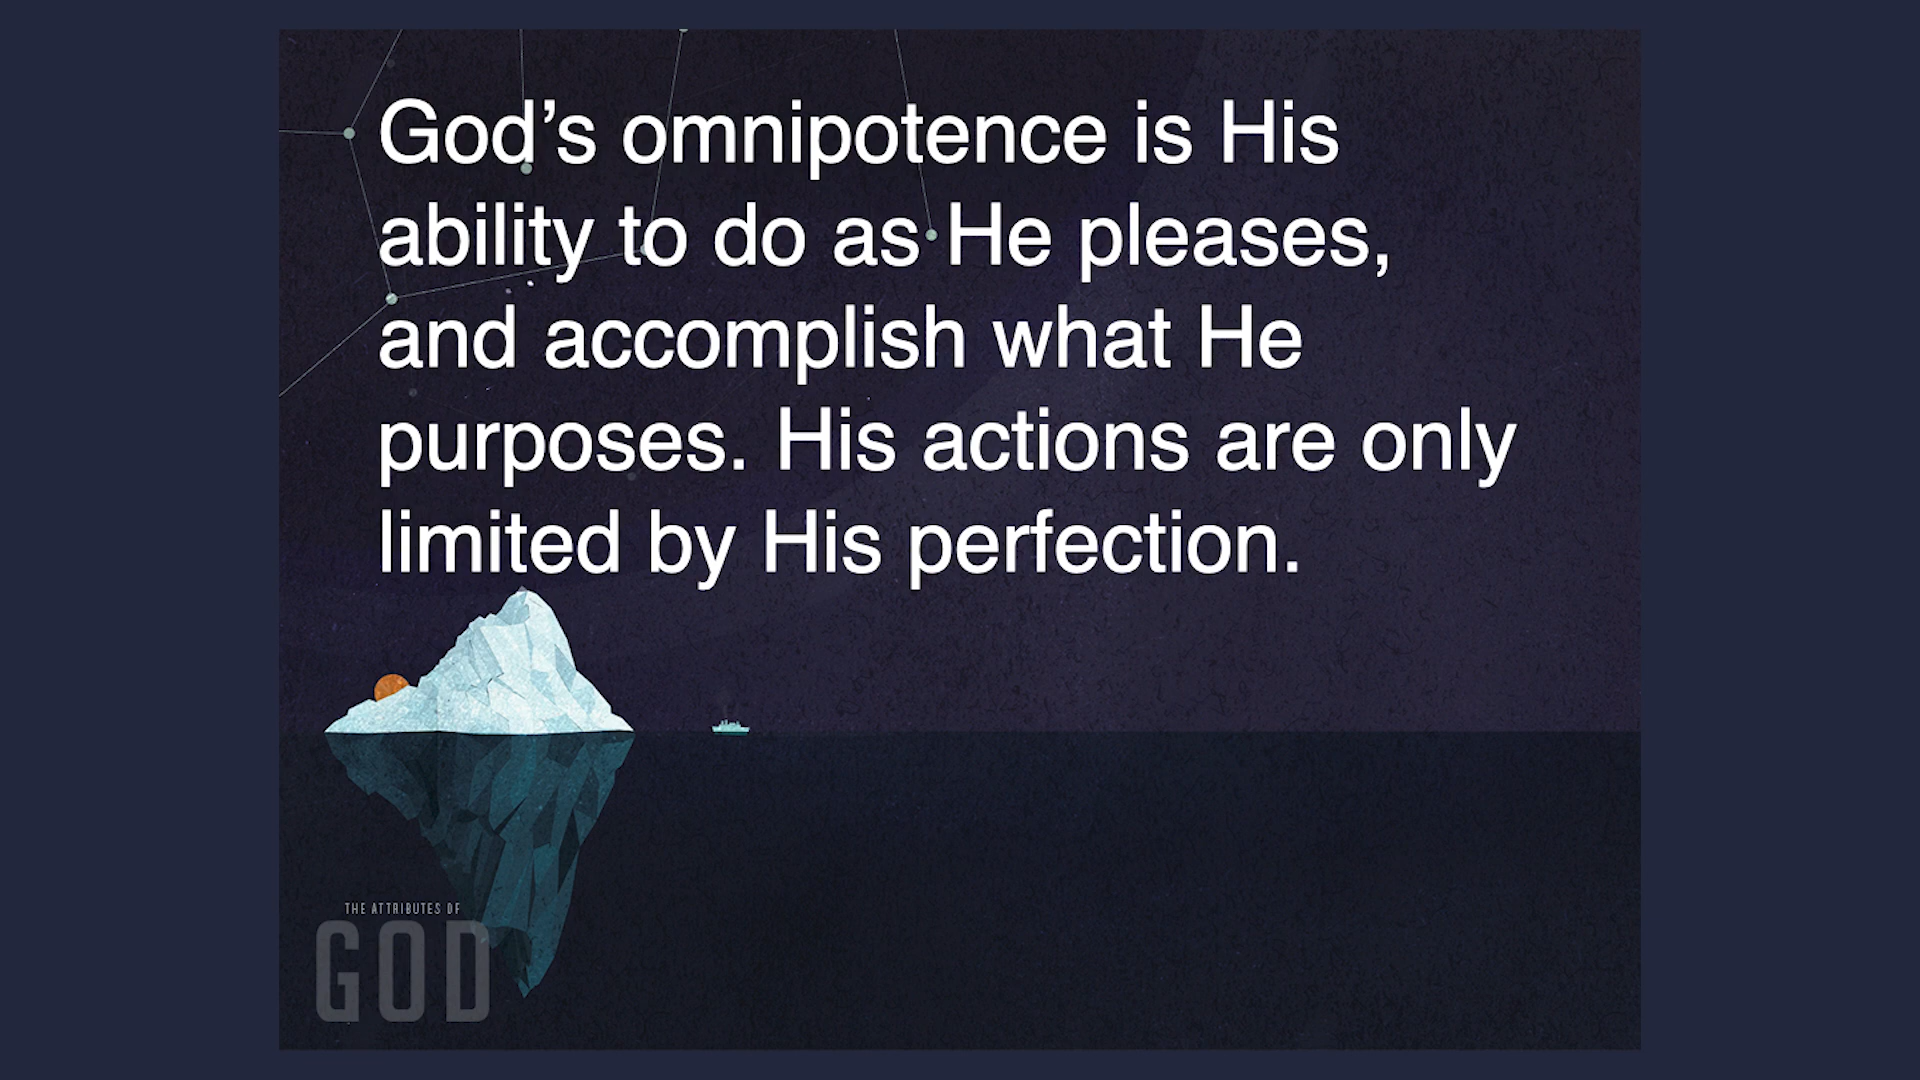 God’s omnipotence is His
ability to do as He pleases,
and accomplish what He
purposes. His actions are only
limited by His perfection.
THE ATTRIBUTES OF
GOD